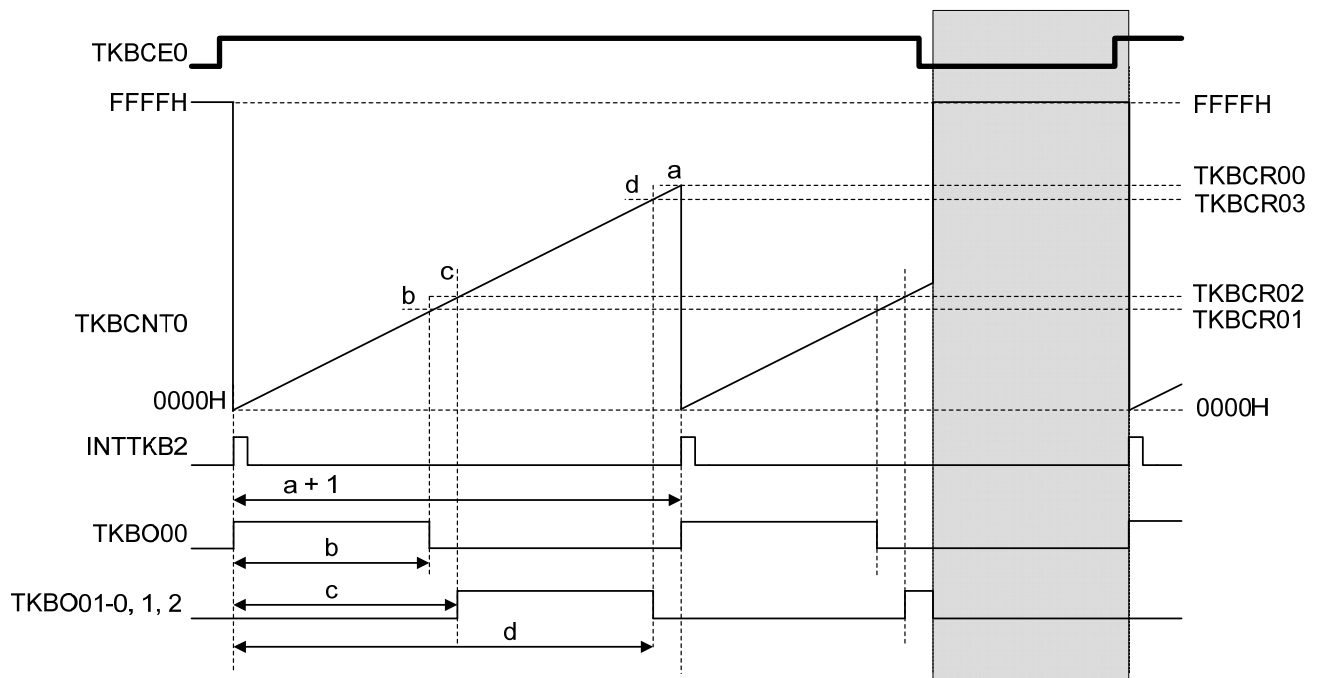 TKBCE0
FFFFH
FFFFH
a
d
TKBCR00
TKBCR03
c
b
TKBCR02
TKBCR01
TKBCNT0
0000H
0000H
INTTKB2
a + 1
TKBO00
b
TKBO01-0, 1, 2
c
d